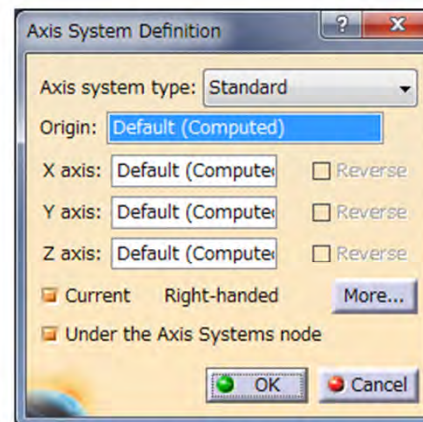 Axis System Definition ? X
Axis system type: Standard
Origin: Default (Computed)
X axis: Default (Compute Reverse
Y axis: Default (Compute Reverse
Z axis: Default (Compute Reverse
Current Right-handed More...
Under the Axis Systems node
OK Cancel